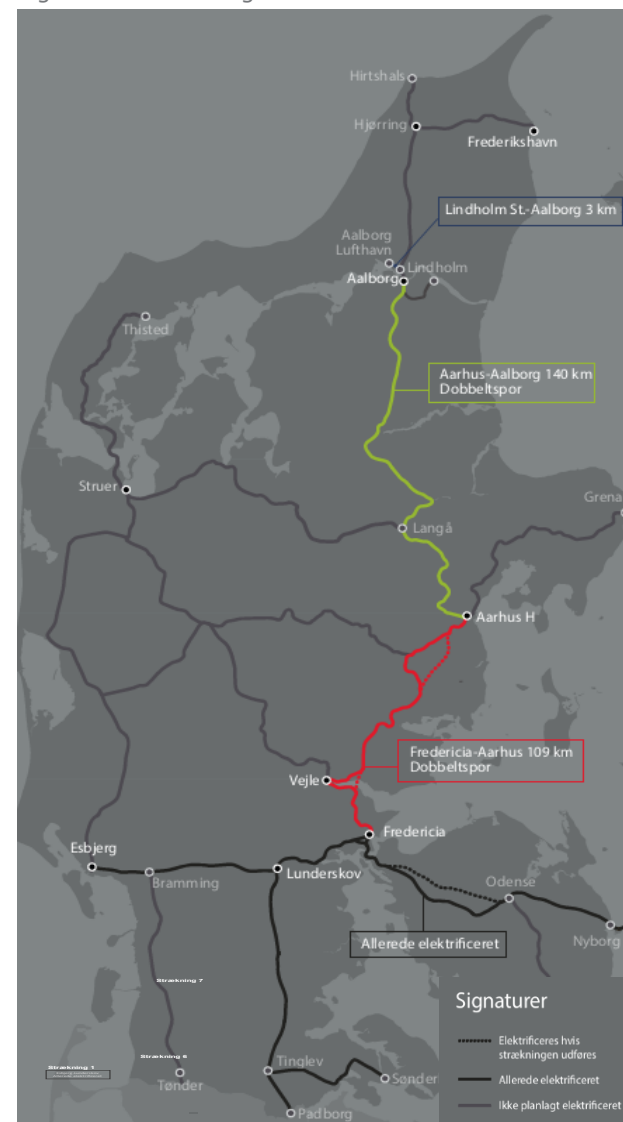 Hirtshals
Hjørring
Frederikshavn
Lindholm St.-Aalborg 3 km
Aalborg
Lufthavn
Lindholm
Aalborg
Thisted
Aarhus-Aalborg 140 km
Dobbeltspor
Struer
Grena
Langå
Aarhus H
Fredericia-Aarhus 109 km
Dobbeltspor
Vejle
Fredericia
Esbjerg
Bramming
Lunderskov
Odense
Allerede elektrificeret
Nyborg
Strækning 7
Signaturer
Elektrificeres hvis
strækningen udføres
Strækning 6
Strækning 1
Tinglev
Tønder
Sønder
Allerede elektrificeret
Ikke planlagt elektrificeret
Padborg